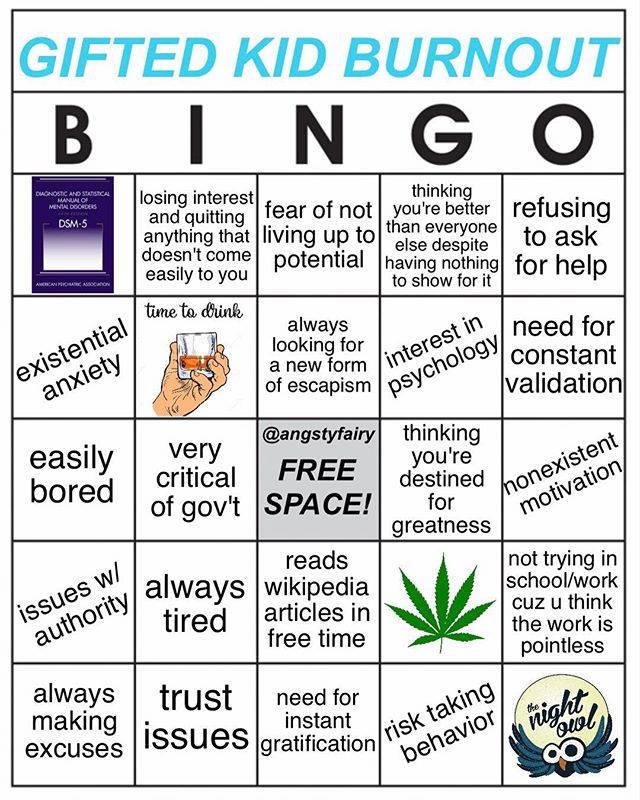 GIFTED KID BURNOUT
B I N G O
DIAGNOSTIC AND STATISTICAL
MANUAL OF
MENTAL DISORDERS
FIFTH EDITION
DSM-5
AMERICAN PSYCHIATRIC ASSOCIATION
losing interest
and quitting
anything that
doesn't come
easily to you
fear of not
living up to
potential
thinking
you're better
than everyone
else despite
having nothing
to show for it
refusing
to ask
for help
existential
anxiety
time to drink
always
looking for
a new form
of escapism
interest in
psychology
need for
constant
validation
easily
bored
very
critical
of gov't
@angstyfairy
FREE
SPACE!
thinking
you're
destined
for
greatness
nonexistent
motivation
issues w/
authority
always
tired
reads
wikipedia
articles in
free time
not trying in
school/work
cuz u think
the work is
pointless
always
making
excuses
trust
issues
need for
instant
gratification
risk taking
behavior
the
night
owl